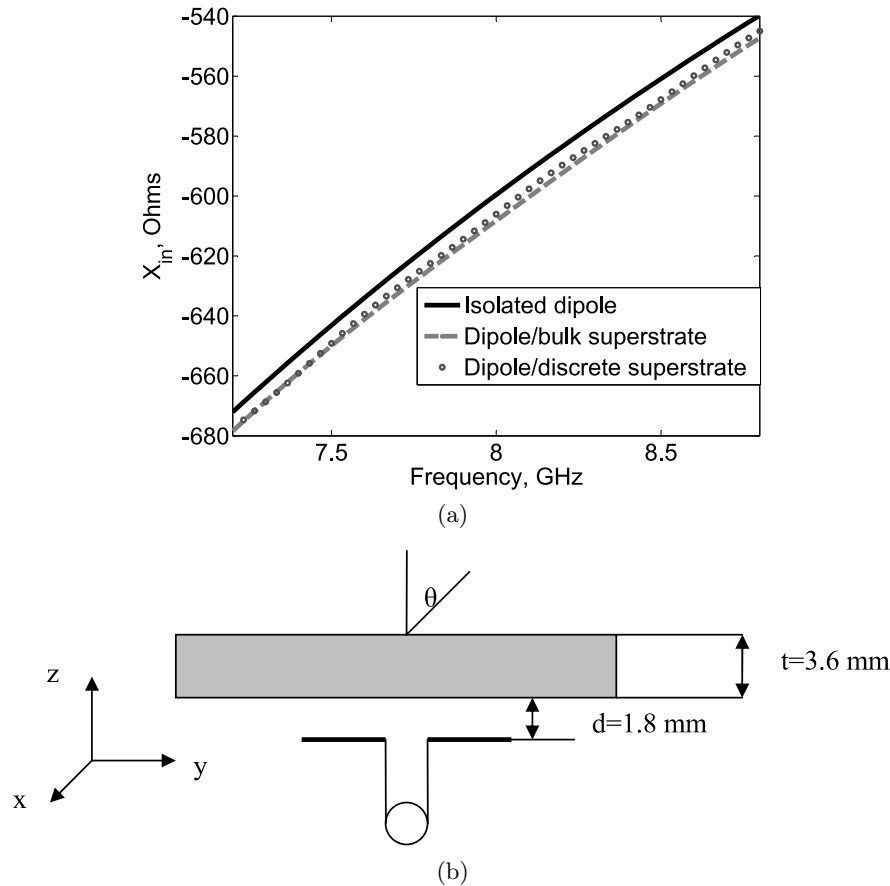 -540
-560
-580
-600
-620
-640
-660
-680
X_in, Ohms
Isolated dipole
Dipole/bulk superstrate
Dipole/discrete superstrate
7.5 8 8.5
Frequency, GHz
(a)
θ
t=3.6 mm
z
d=1.8 mm
y
x
(b)